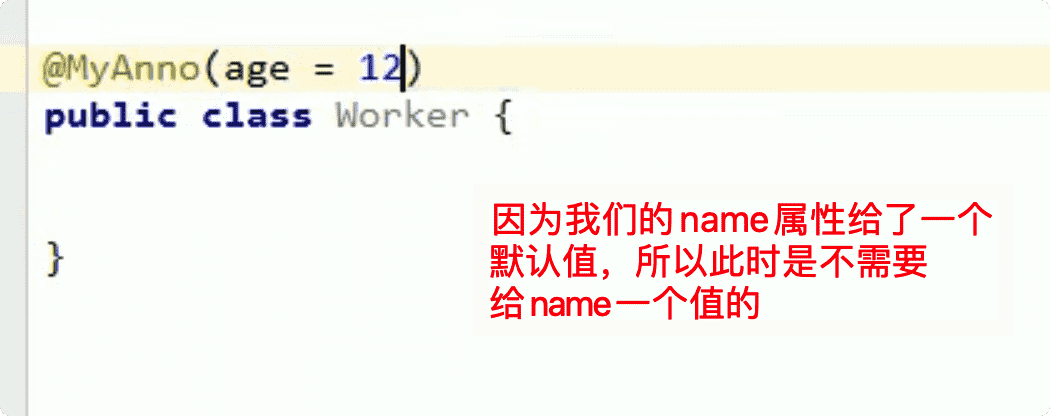 @MyAnno(age = 12)
public class Worker {
因为我们的name属性给了一个
默认值，所以此时是不需要
给name一个值的
}